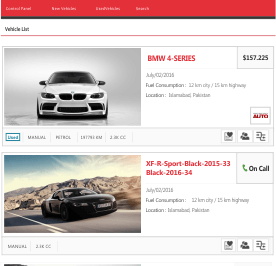 Control Panel New Vehicles UsedVehicles Search
Vehicle List
BMW 4-SERIES $157.225
July/02/2016
Fuel Consumption : 12 km city / 15 km highway
Location : Islamabad, Pakistan
AUTO
Used MANUAL PETROL 197793 KM 2.3K CC
XF-R-Sport-Black-2015-33
Black-2016-34
On Call
July/02/2016
Fuel Consumption : 12 km city / 15 km highway
Location : Islamabad, Pakistan
MANUAL 2.3K CC